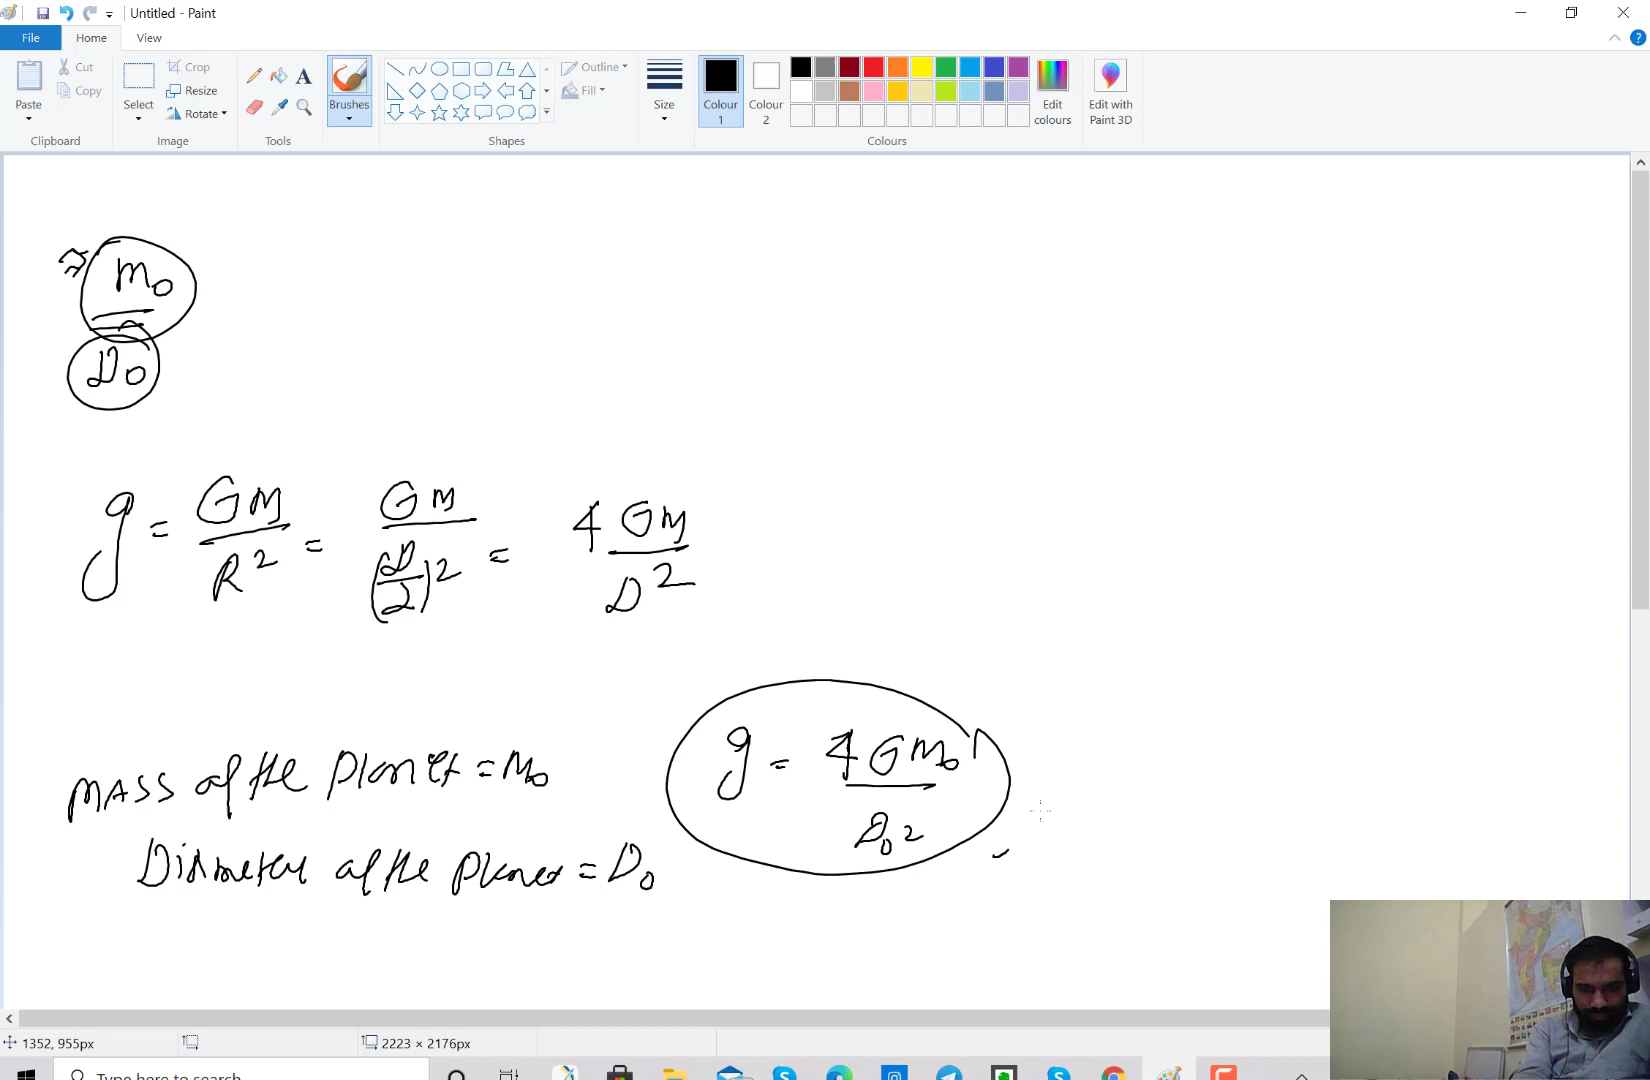 Untitled - Paint
File Home View
Paste Cut Copy
Select Crop Resize Rotate
Brushes
Size
Outline Fill
Colour 1 Colour 2
Edit colours
Edit with Paint 3D
Clipboard Image Tools Shapes Colours
m₀
D₀
g = GM/R² = GM/(D/2)² = 4GM/D²
Mass of the planet = M₀
g = 4GM₀/D₀²
Diameter of the planet = D₀
1352, 955px 2223 × 2176px
Type here to search